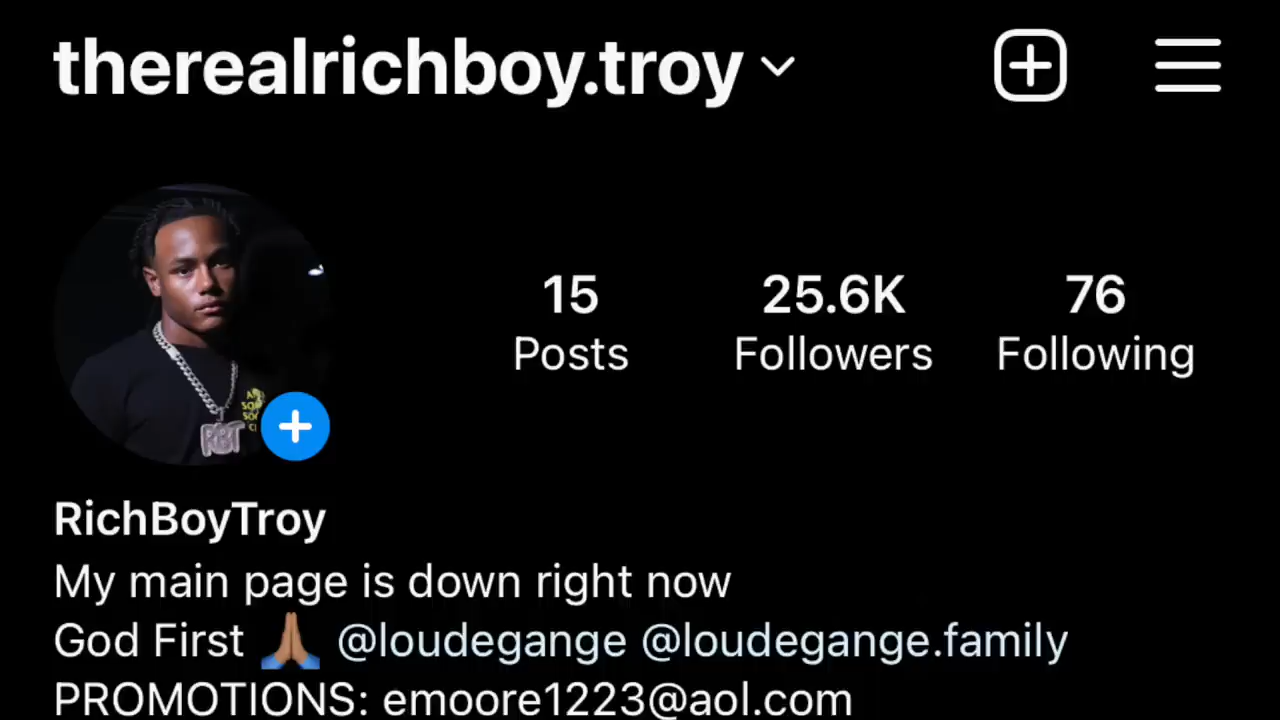 therealrichboy.troy
15 25.6K 76
Posts Followers Following
RBT
RichBoyTroy
My main page is down right now
God First 🙏🏽 @loudegange @loudegange.family
PROMOTIONS: emoore1223@aol.com